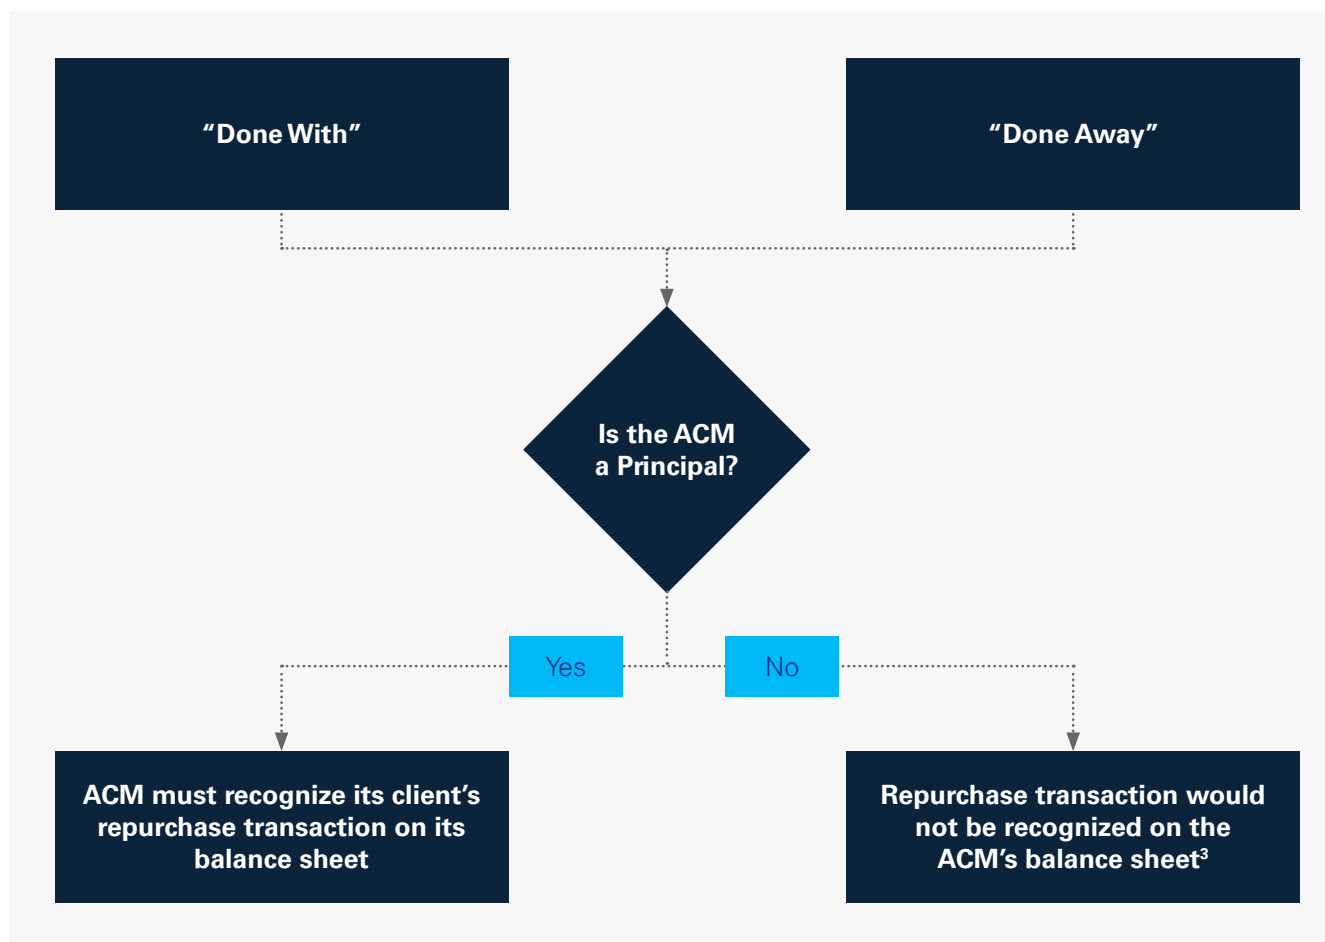 “Done With”
“Done Away”
Is the ACM
a Principal?
Yes
No
ACM must recognize its client’s
repurchase transaction on its
balance sheet
Repurchase transaction would
not be recognized on the
ACM’s balance sheet³